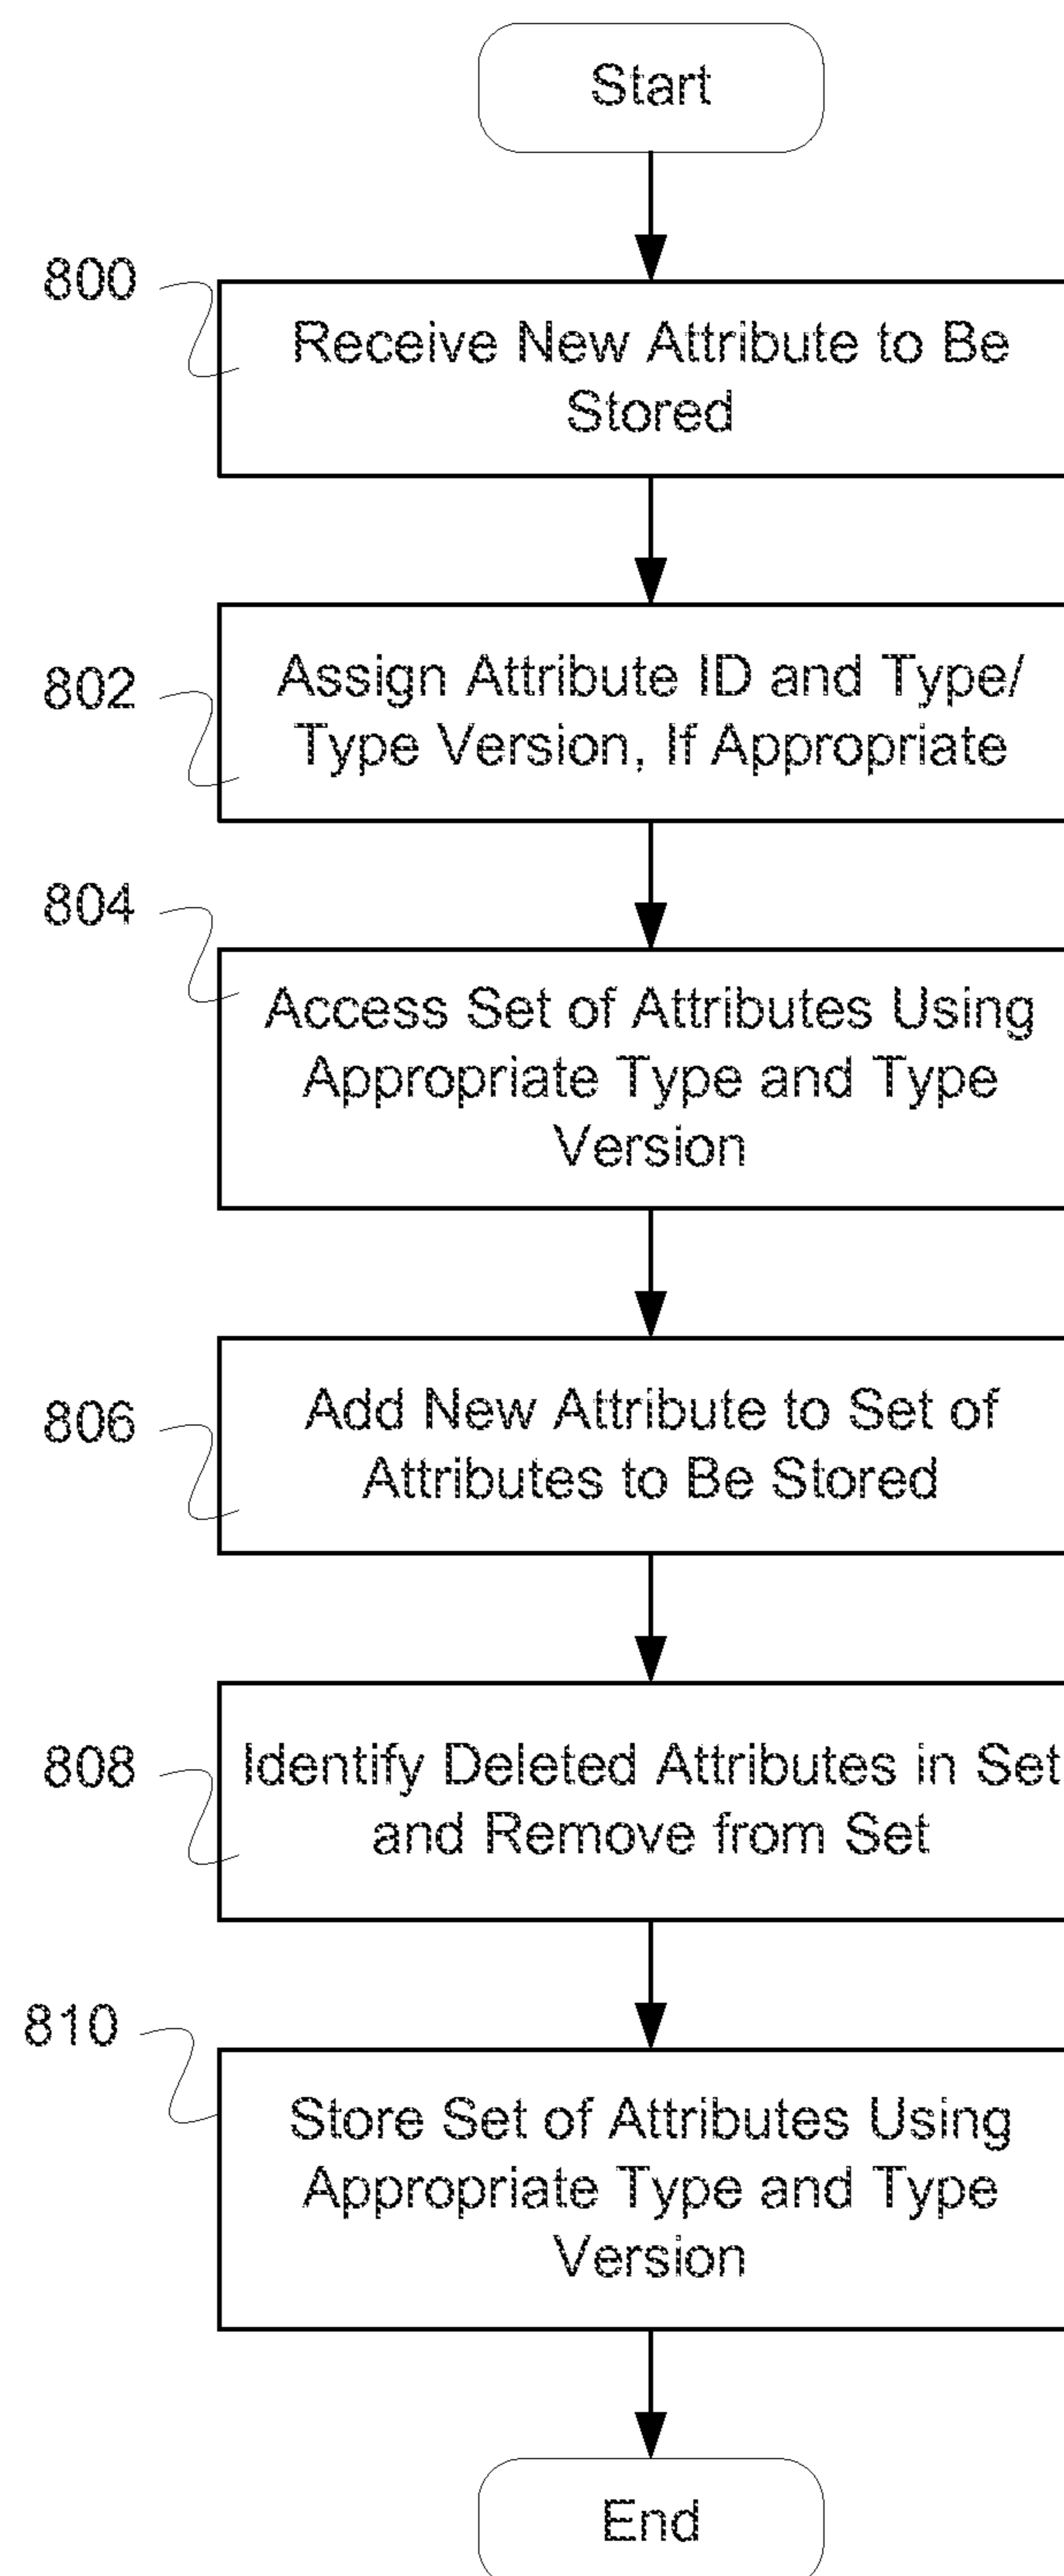 Start
800
Receive New Attribute to Be
Stored
802
Assign Attribute ID and Type/
Type Version, If Appropriate
804
Access Set of Attributes Using
Appropriate Type and Type
Version
806
Add New Attribute to Set of
Attributes to Be Stored
808
Identify Deleted Attributes in Set
and Remove from Set
810
Store Set of Attributes Using
Appropriate Type and Type
Version
End